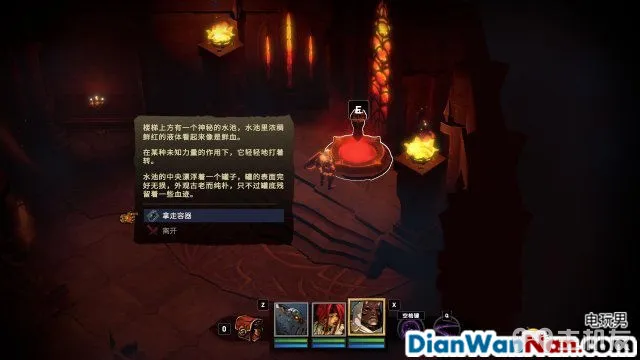 E
楼梯上方有一个神秘的水池，水池里浓稠
鲜红的液体看起来像是鲜血。
在某种未知力量的作用下，它轻轻地打着
转。
水池的中央漂浮着一个罐子，罐的表面完
好无损，外观古老而纯朴，只不过罐底残
留着一些血迹。
拿走容器
离开
Z
X
空格键
Q
0
电玩男
DianWanNan.com